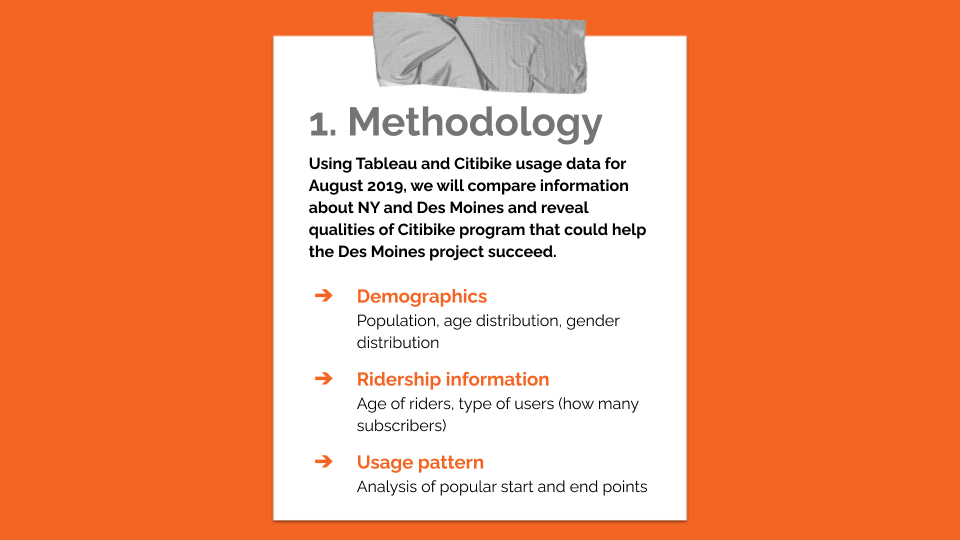 1. Methodology
Using Tableau and Citibike usage data for
August 2019, we will compare information
about NY and Des Moines and reveal
qualities of Citibike program that could help
the Des Moines project succeed.
➔ Demographics
Population, age distribution, gender
distribution
➔ Ridership information
Age of riders, type of users (how many
subscribers)
➔ Usage pattern
Analysis of popular start and end points